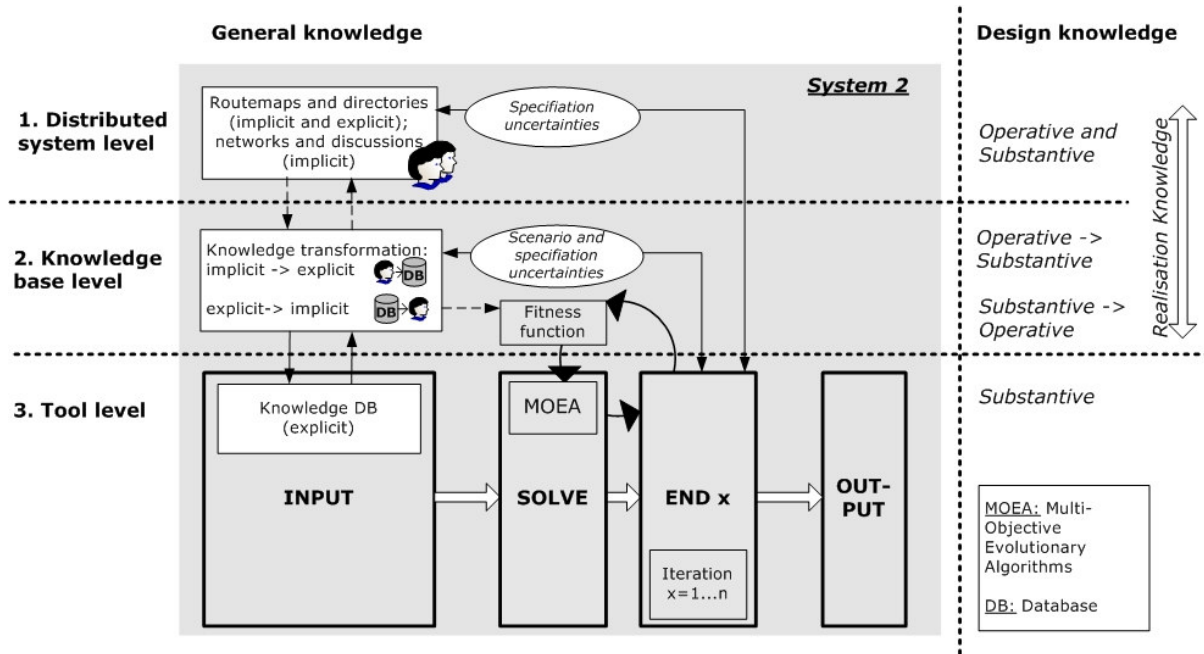 General knowledge
Design knowledge
System 2
1. Distributed
system level
Routemaps and directories
(implicit and explicit);
networks and discussions
(implicit)
Specifiation
uncertainties
Operative and
Substantive
Realisation Knowledge
2. Knowledge
base level
Knowledge transformation:
implicit -> explicit
DB
explicit-> implicit
DB
Scenario and
specifiation
uncertainties
Fitness
function
Operative ->
Substantive
Substantive ->
Operative
3. Tool level
Knowledge DB
(explicit)
INPUT
MOEA
SOLVE
END x
Iteration
x=1...n
OUT-
PUT
Substantive
MOEA: Multi-
Objective
Evolutionary
Algorithms
DB: Database